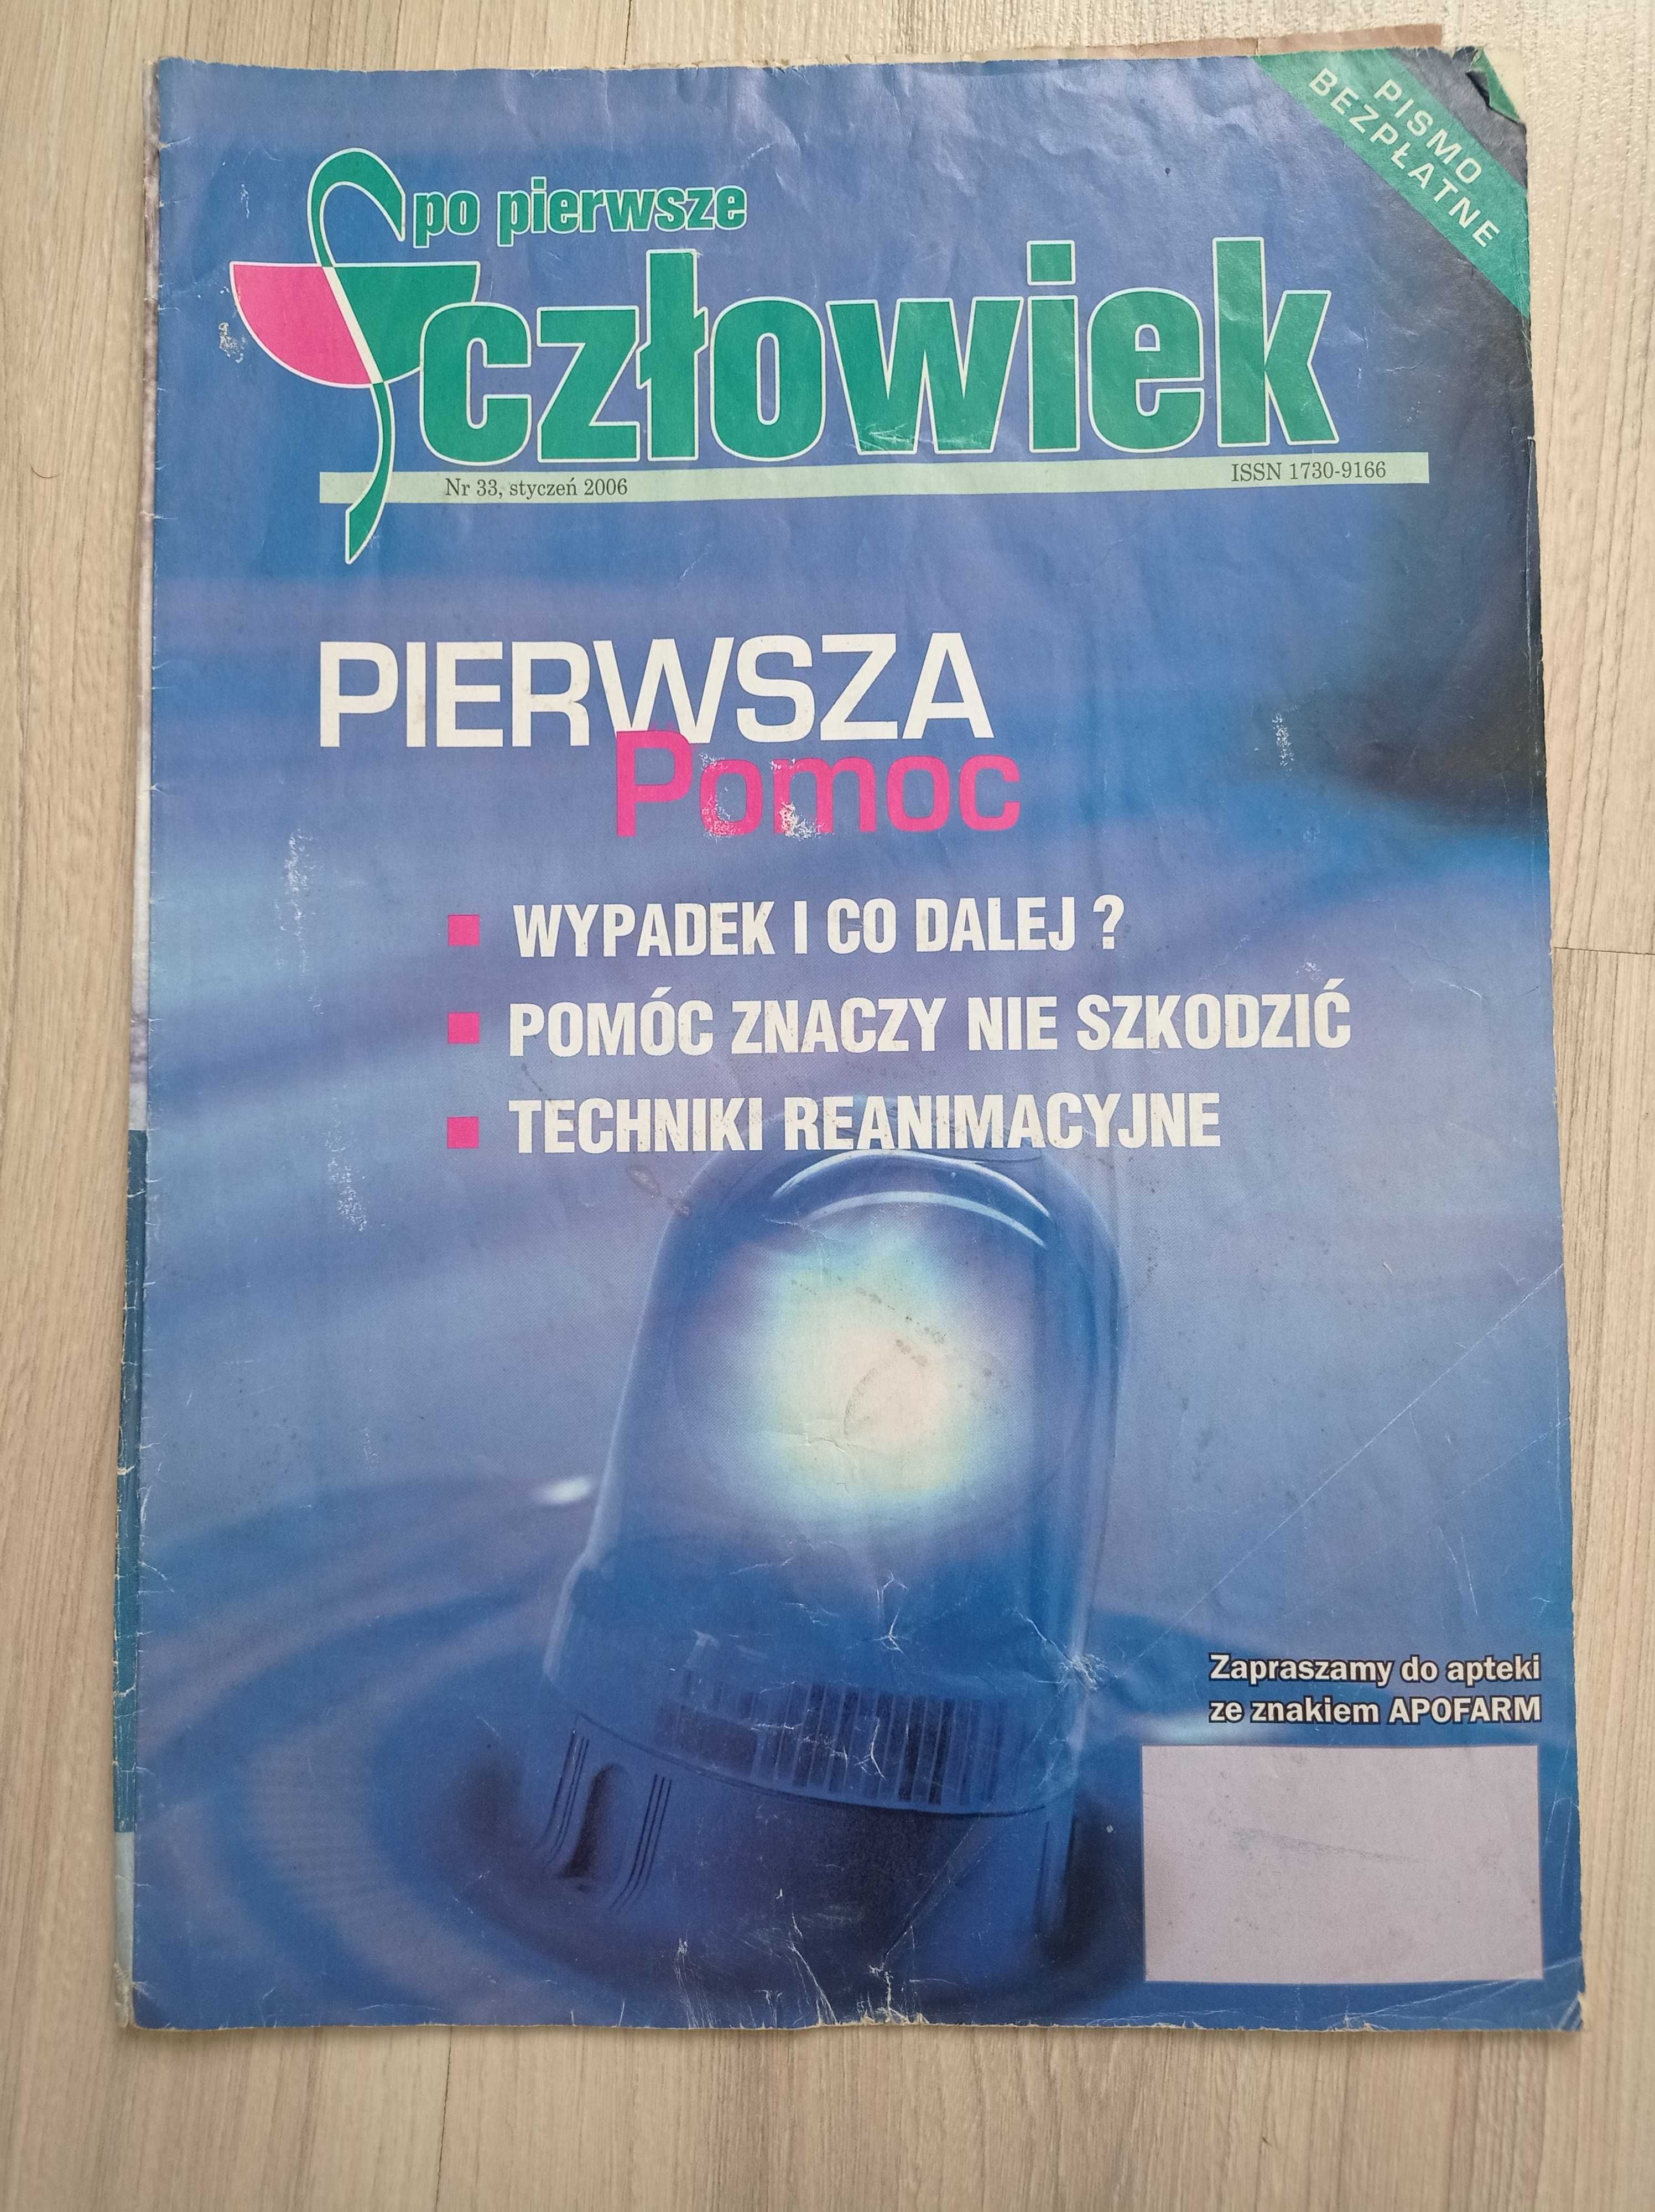 PISMO
BEZPŁATNE
po pierwsze
człowiek
Nr 33, styczeń 2006
ISSN 1730-9166
PIERWSZA
Pomoc
WYPADEK I CO DALEJ ?
POMÓC ZNACZY NIE SZKODZIĆ
TECHNIKI REANIMACYJNE
Zapraszamy do apteki
ze znakiem APOFARM